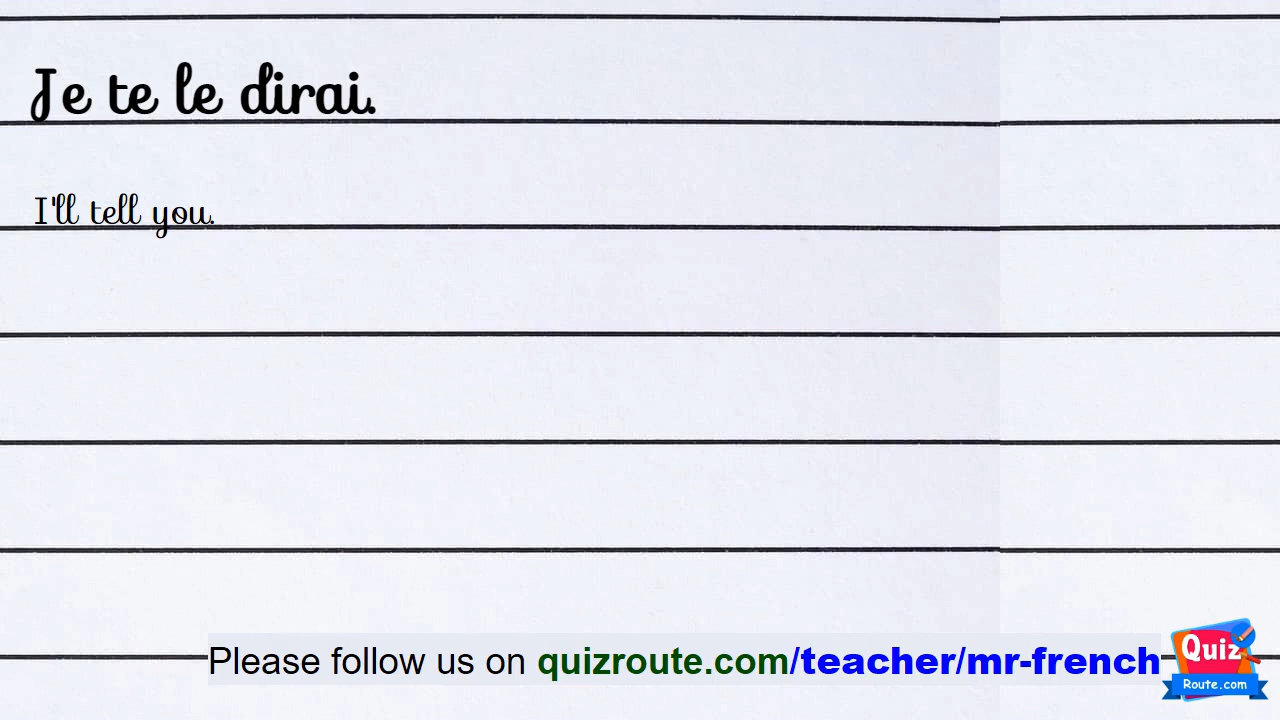 Je te le dirai.
I'll tell you.
Please follow us on quizroute.com/teacher/mr-french
Quiz
Route.com